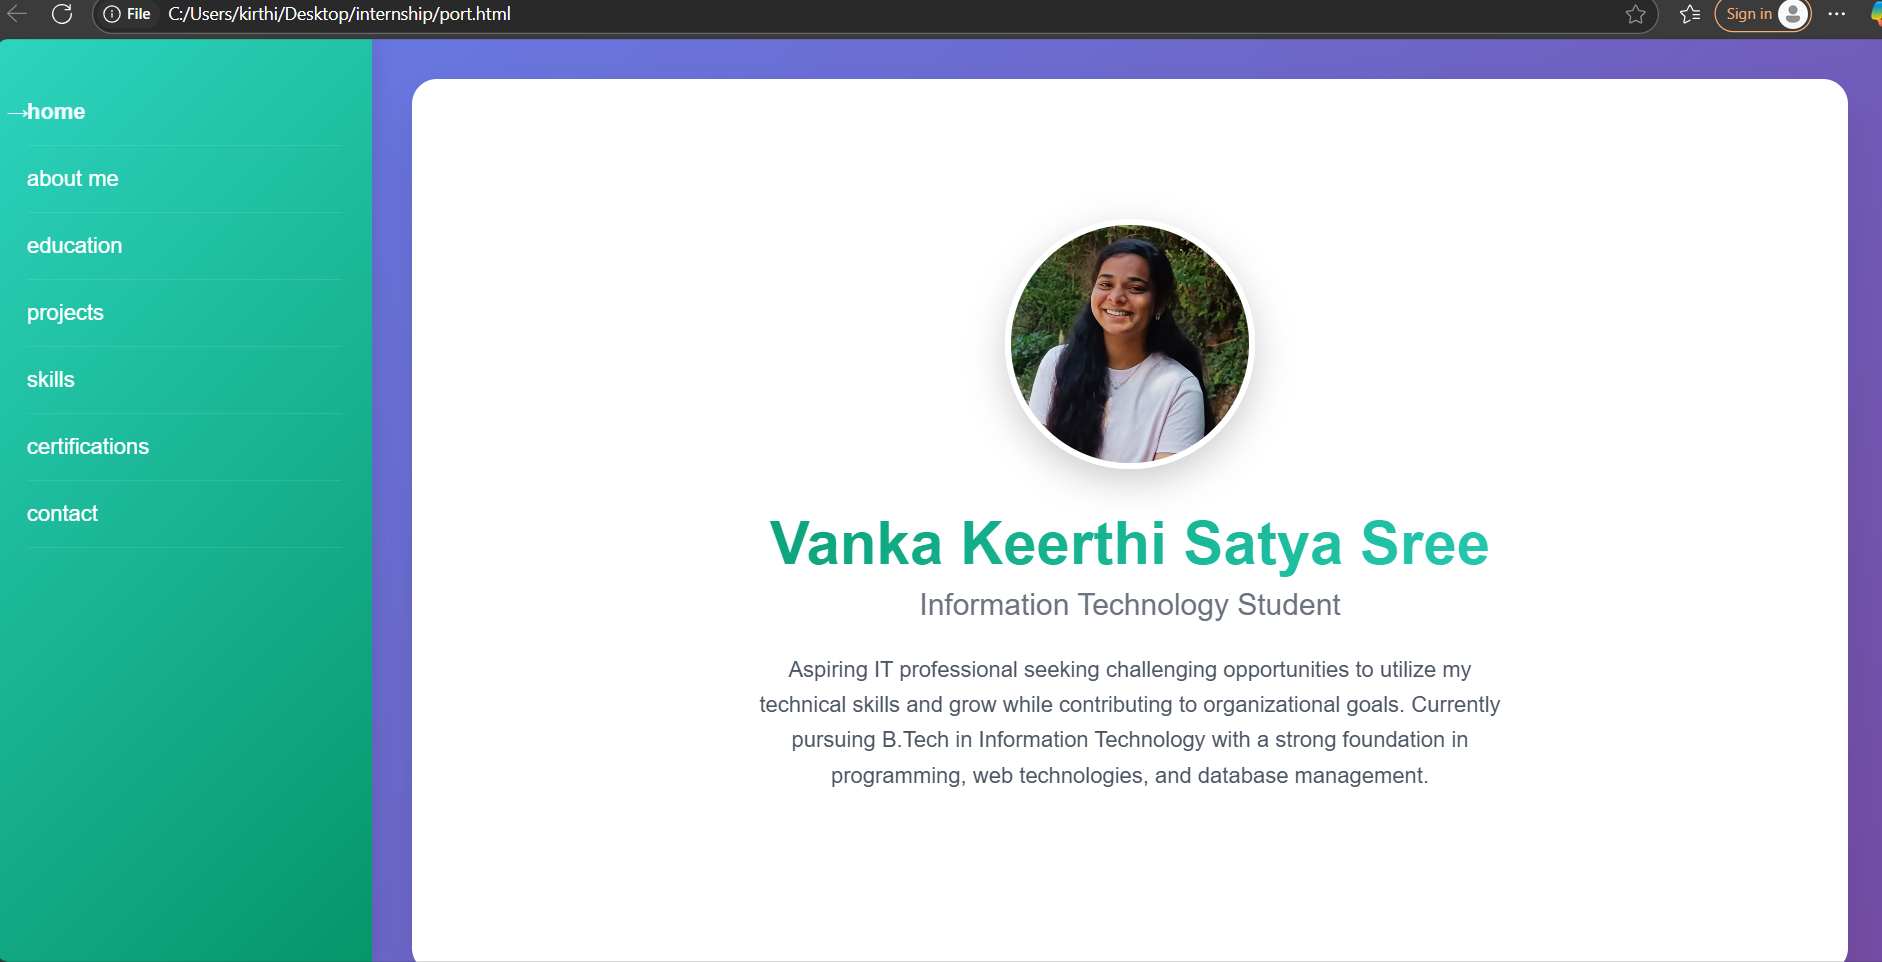 File C:/Users/kirthi/Desktop/internship/port.html Sign in
→home
about me
education
projects
skills
certifications
contact
Vanka Keerthi Satya Sree
Information Technology Student
Aspiring IT professional seeking challenging opportunities to utilize my
technical skills and grow while contributing to organizational goals. Currently
pursuing B.Tech in Information Technology with a strong foundation in
programming, web technologies, and database management.